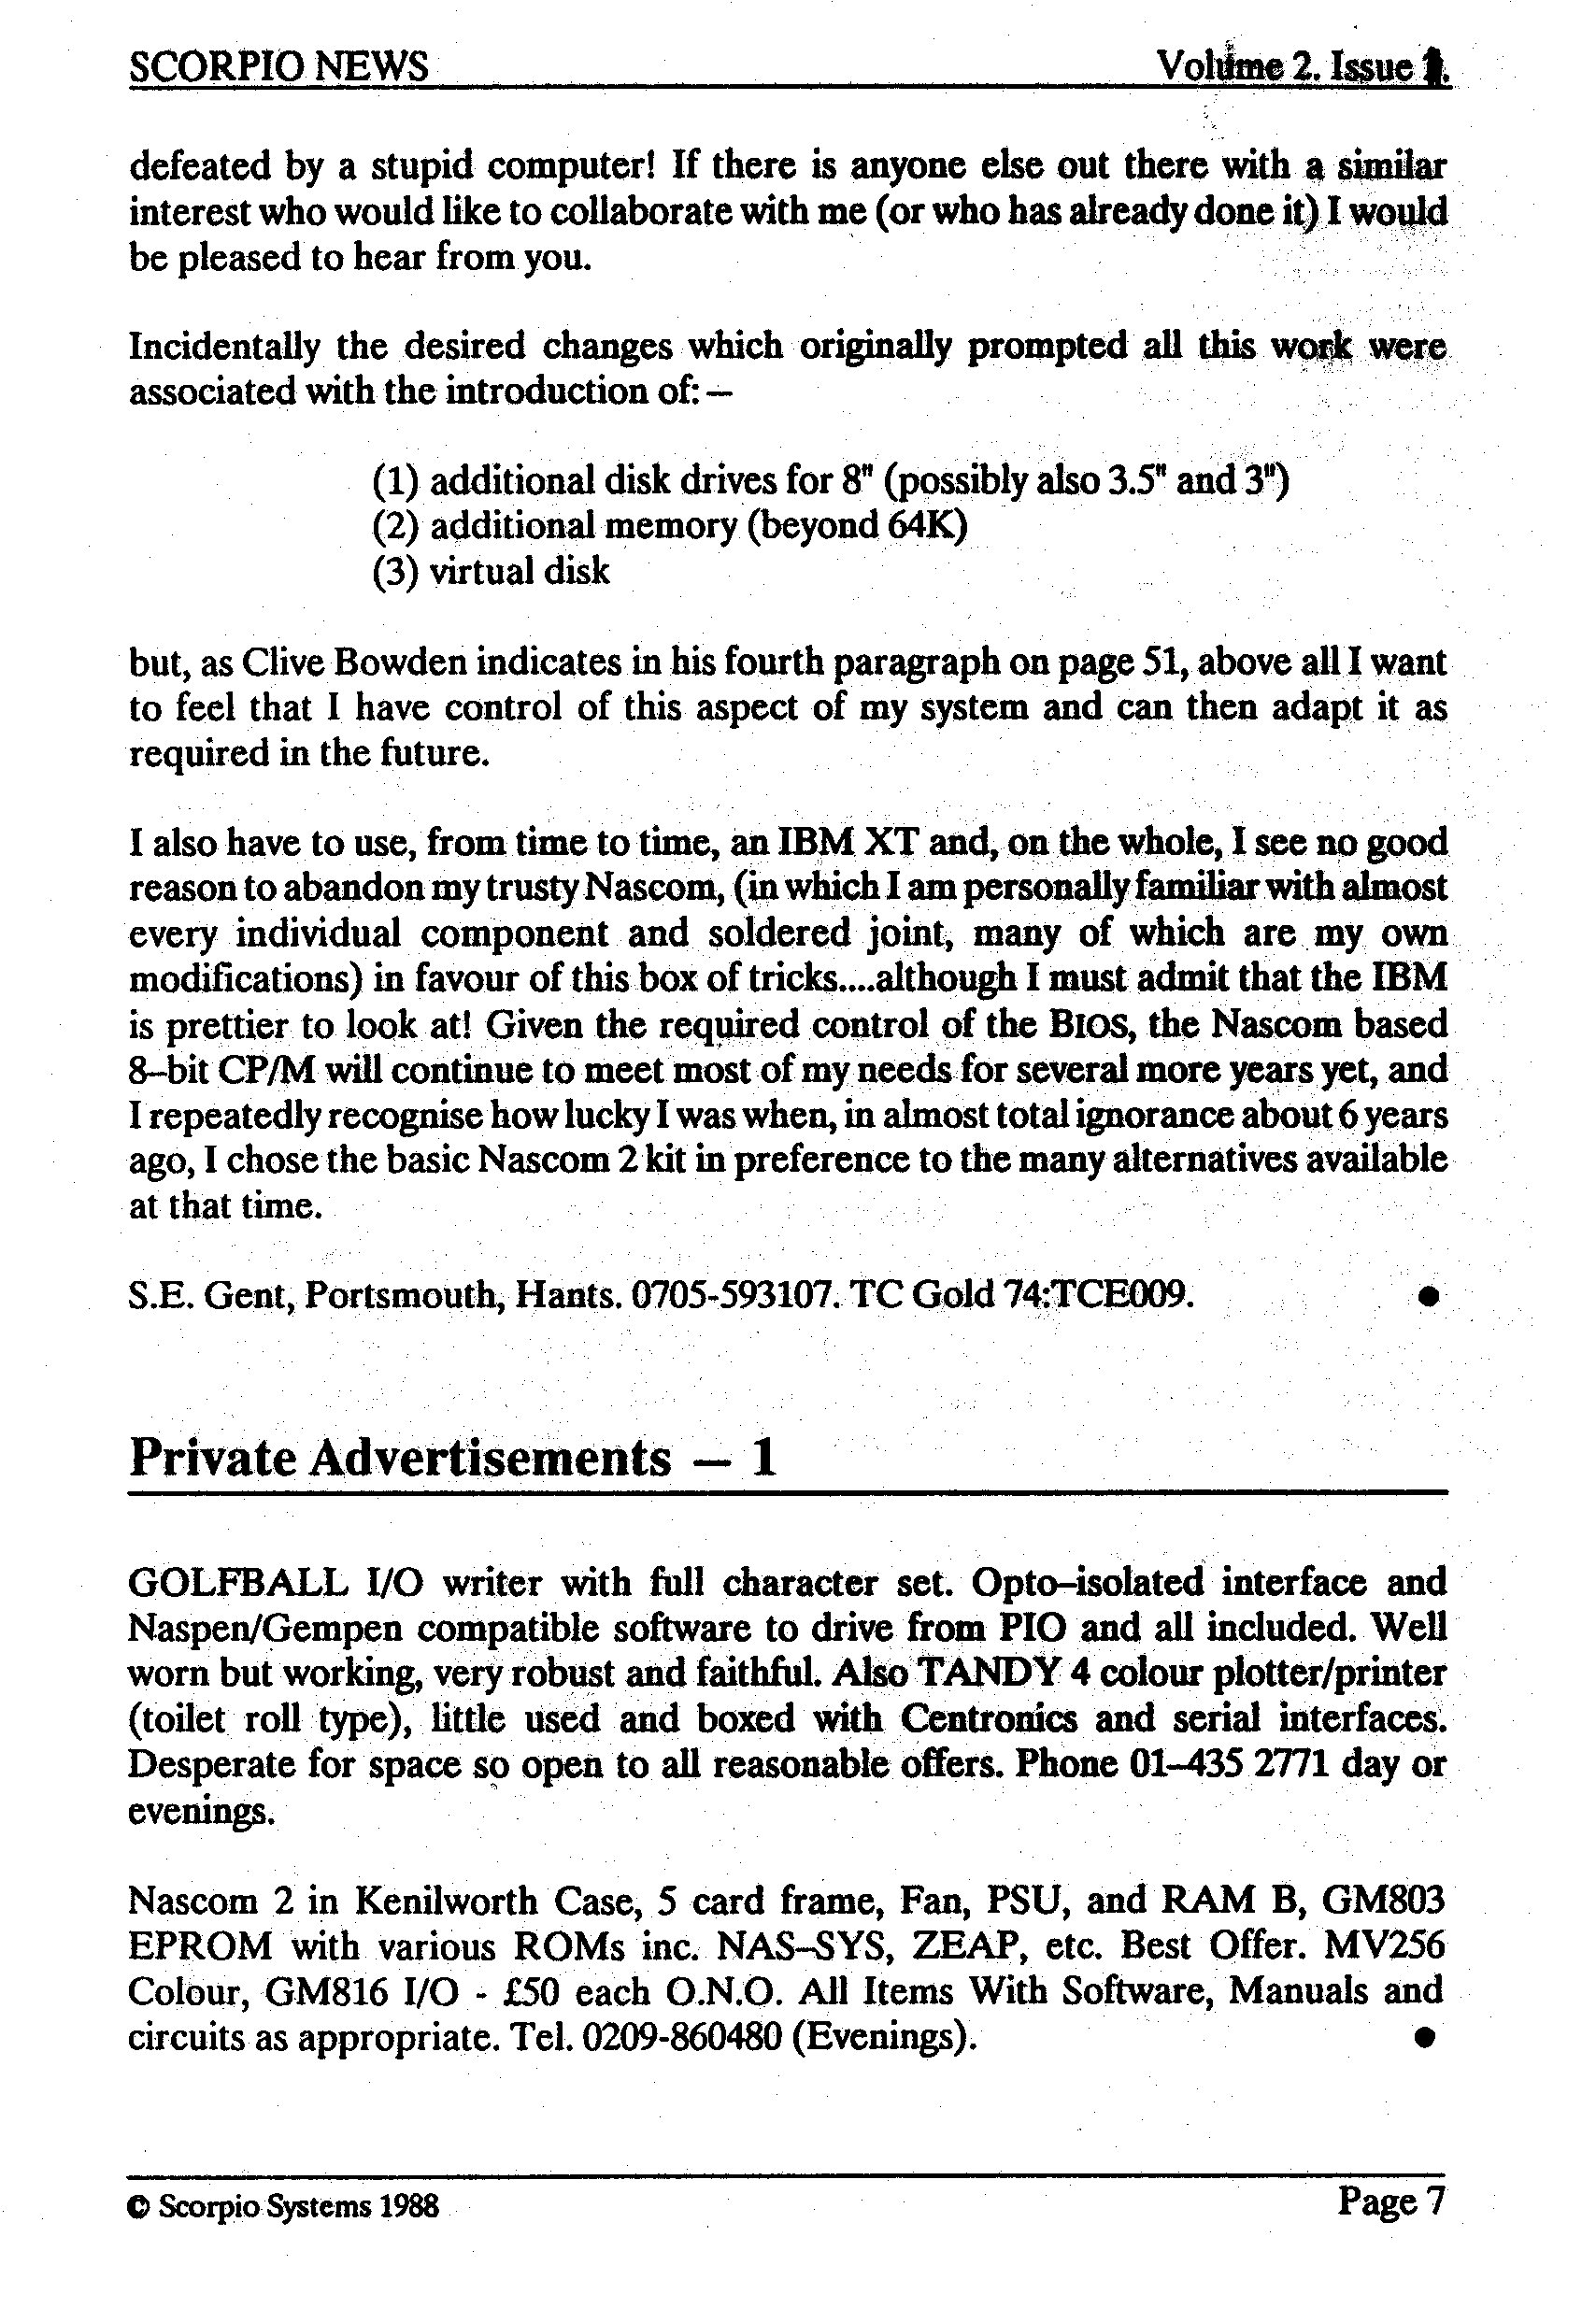 SCORPIO NEWS
Volume 2. Issue 1.
defeated by a stupid computer! If there is anyone else out there with a similar
interest who would like to collaborate with me (or who has already done it) I would
be pleased to hear from you.
Incidentally the desired changes which originally prompted all this work were
associated with the introduction of: —
(1) additional disk drives for 8" (possibly also 3.5" and 3")
(2) additional memory (beyond 64K)
(3) virtual disk
but, as Clive Bowden indicates in his fourth paragraph on page 51, above all I want
to feel that I have control of this aspect of my system and can then adapt it as
required in the future.
I also have to use, from time to time, an IBM XT and, on the whole, I see no good
reason to abandon my trusty Nascom, (in which I am personally familiar with almost
every individual component and soldered joint, many of which are my own
modifications) in favour of this box of tricks....although I must admit that the IBM
is prettier to look at! Given the required control of the BIOS, the Nascom based
8–bit CP/M will continue to meet most of my needs for several more years yet, and
I repeatedly recognise how lucky I was when, in almost total ignorance about 6 years
ago, I chose the basic Nascom 2 kit in preference to the many alternatives available
at that time.
S.E. Gent, Portsmouth, Hants. 0705-593107. TC Gold 74:TCE009. ●
Private Advertisements — 1
GOLFBALL I/O writer with full character set. Opto–isolated interface and
Naspen/Gempen compatible software to drive from PIO and all included. Well
worn but working, very robust and faithful. Also TANDY 4 colour plotter/printer
(toilet roll type), little used and boxed with Centronics and serial interfaces.
Desperate for space so open to all reasonable offers. Phone 01–435 2771 day or
evenings.
Nascom 2 in Kenilworth Case, 5 card frame, Fan, PSU, and RAM B, GM803
EPROM with various ROMs inc. NAS–SYS, ZEAP, etc. Best Offer. MV256
Colour, GM816 I/O - £50 each O.N.O. All Items With Software, Manuals and
circuits as appropriate. Tel. 0209-860480 (Evenings). ●
© Scorpio Systems 1988
Page 7